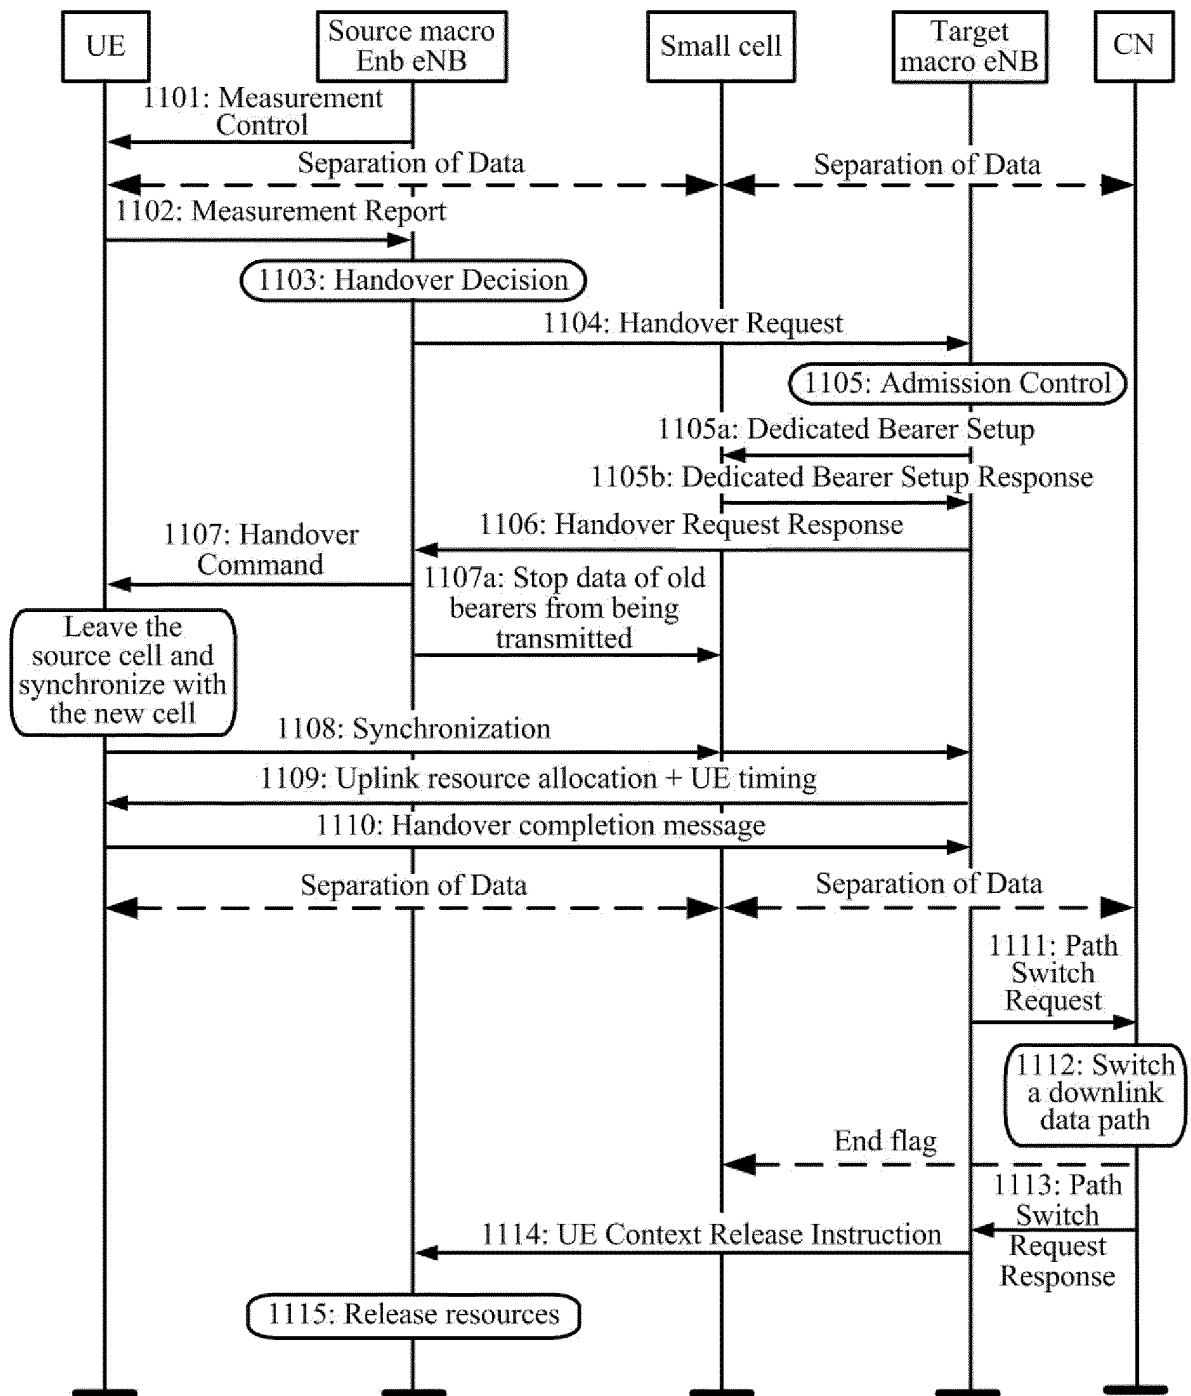 UE
Source macro
Enb eNB
Small cell
Target
macro eNB
CN
1101: Measurement
Control
Separation of Data
Separation of Data
1102: Measurement Report
1103: Handover Decision
1104: Handover Request
1105: Admission Control
1105a: Dedicated Bearer Setup
1105b: Dedicated Bearer Setup Response
1106: Handover Request Response
1107: Handover
Command
1107a: Stop data of old
bearers from being
transmitted
Leave the
source cell and
synchronize with
the new cell
1108: Synchronization
1109: Uplink resource allocation + UE timing
1110: Handover completion message
Separation of Data
Separation of Data
1111: Path
Switch
Request
1112: Switch
a downlink
data path
End flag
1113: Path
Switch
Request
Response
1114: UE Context Release Instruction
1115: Release resources